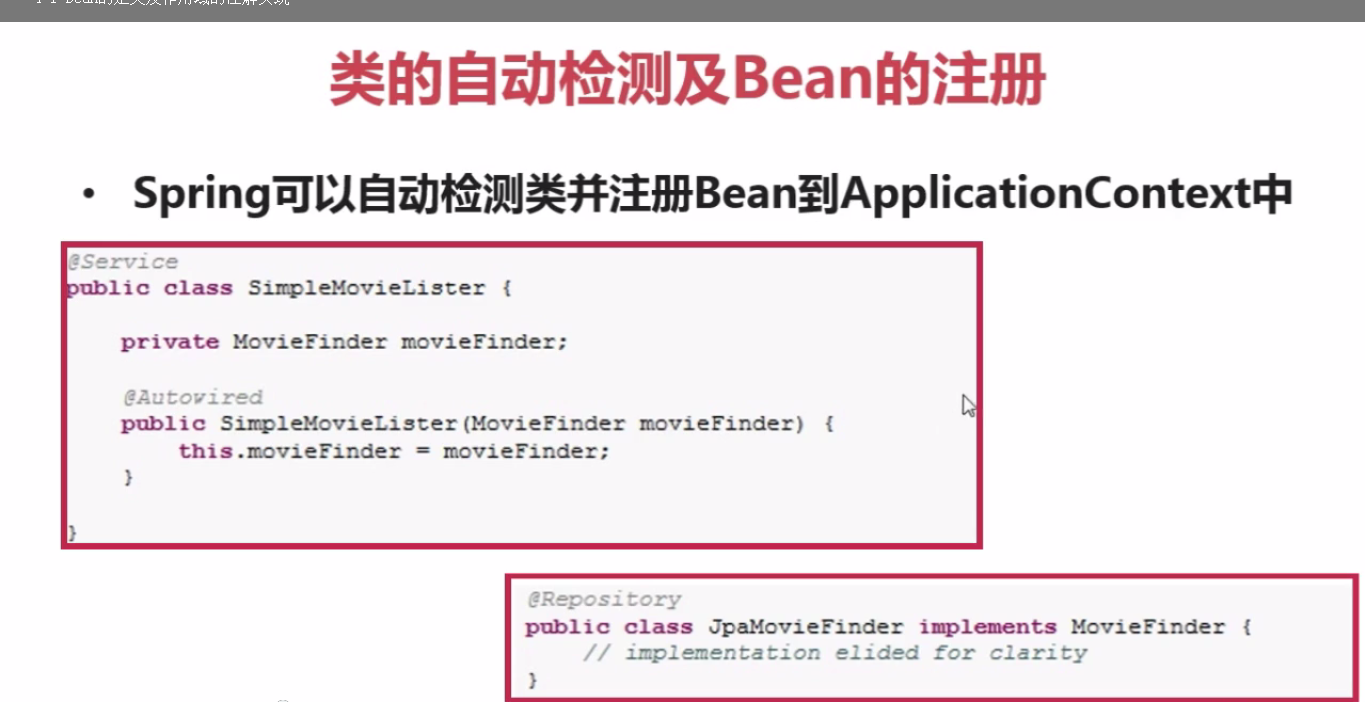 类的自动检测及Bean的注册
• Spring可以自动检测类并注册Bean到ApplicationContext中
@Service
public class SimpleMovieLister {
private MovieFinder movieFinder;
@Autowired
public SimpleMovieLister(MovieFinder movieFinder) {
this.movieFinder = movieFinder;
}
}
@Repository
public class JpaMovieFinder implements MovieFinder {
// implementation elided for clarity
}